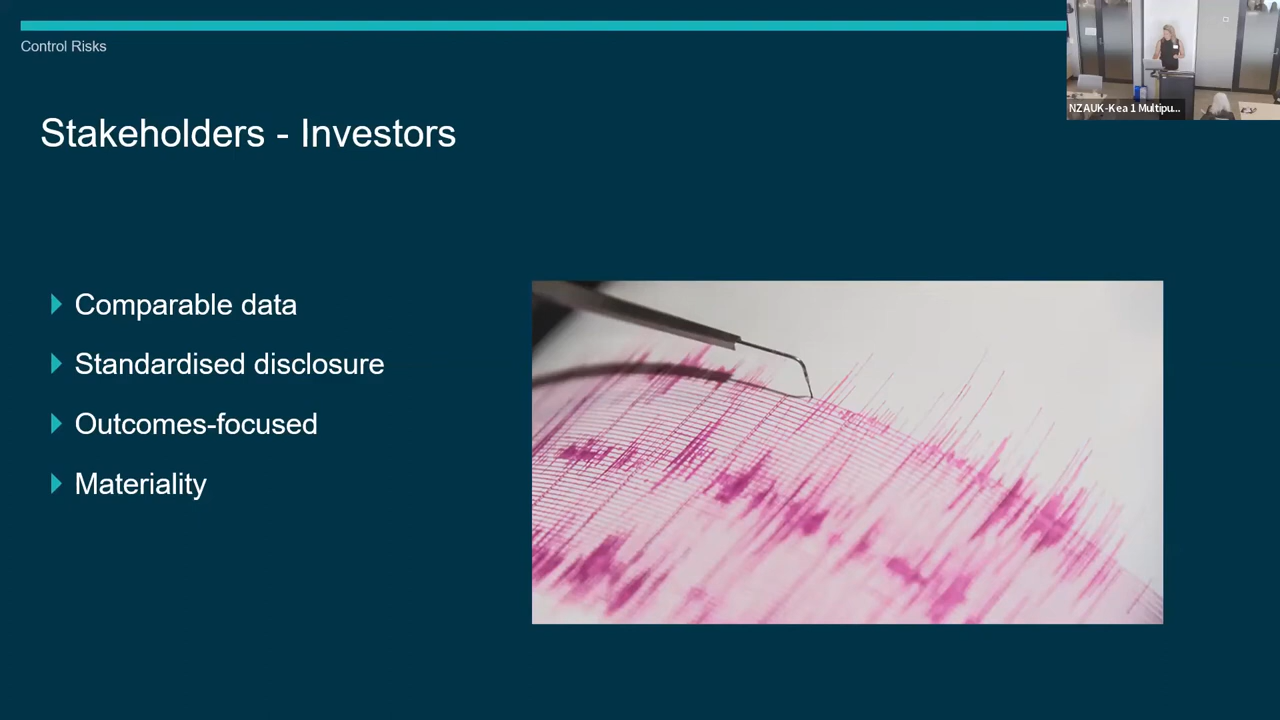 Control Risks
NZAUK-Kea 1 Multipu...
Stakeholders - Investors
Comparable data
Standardised disclosure
Outcomes-focused
Materiality